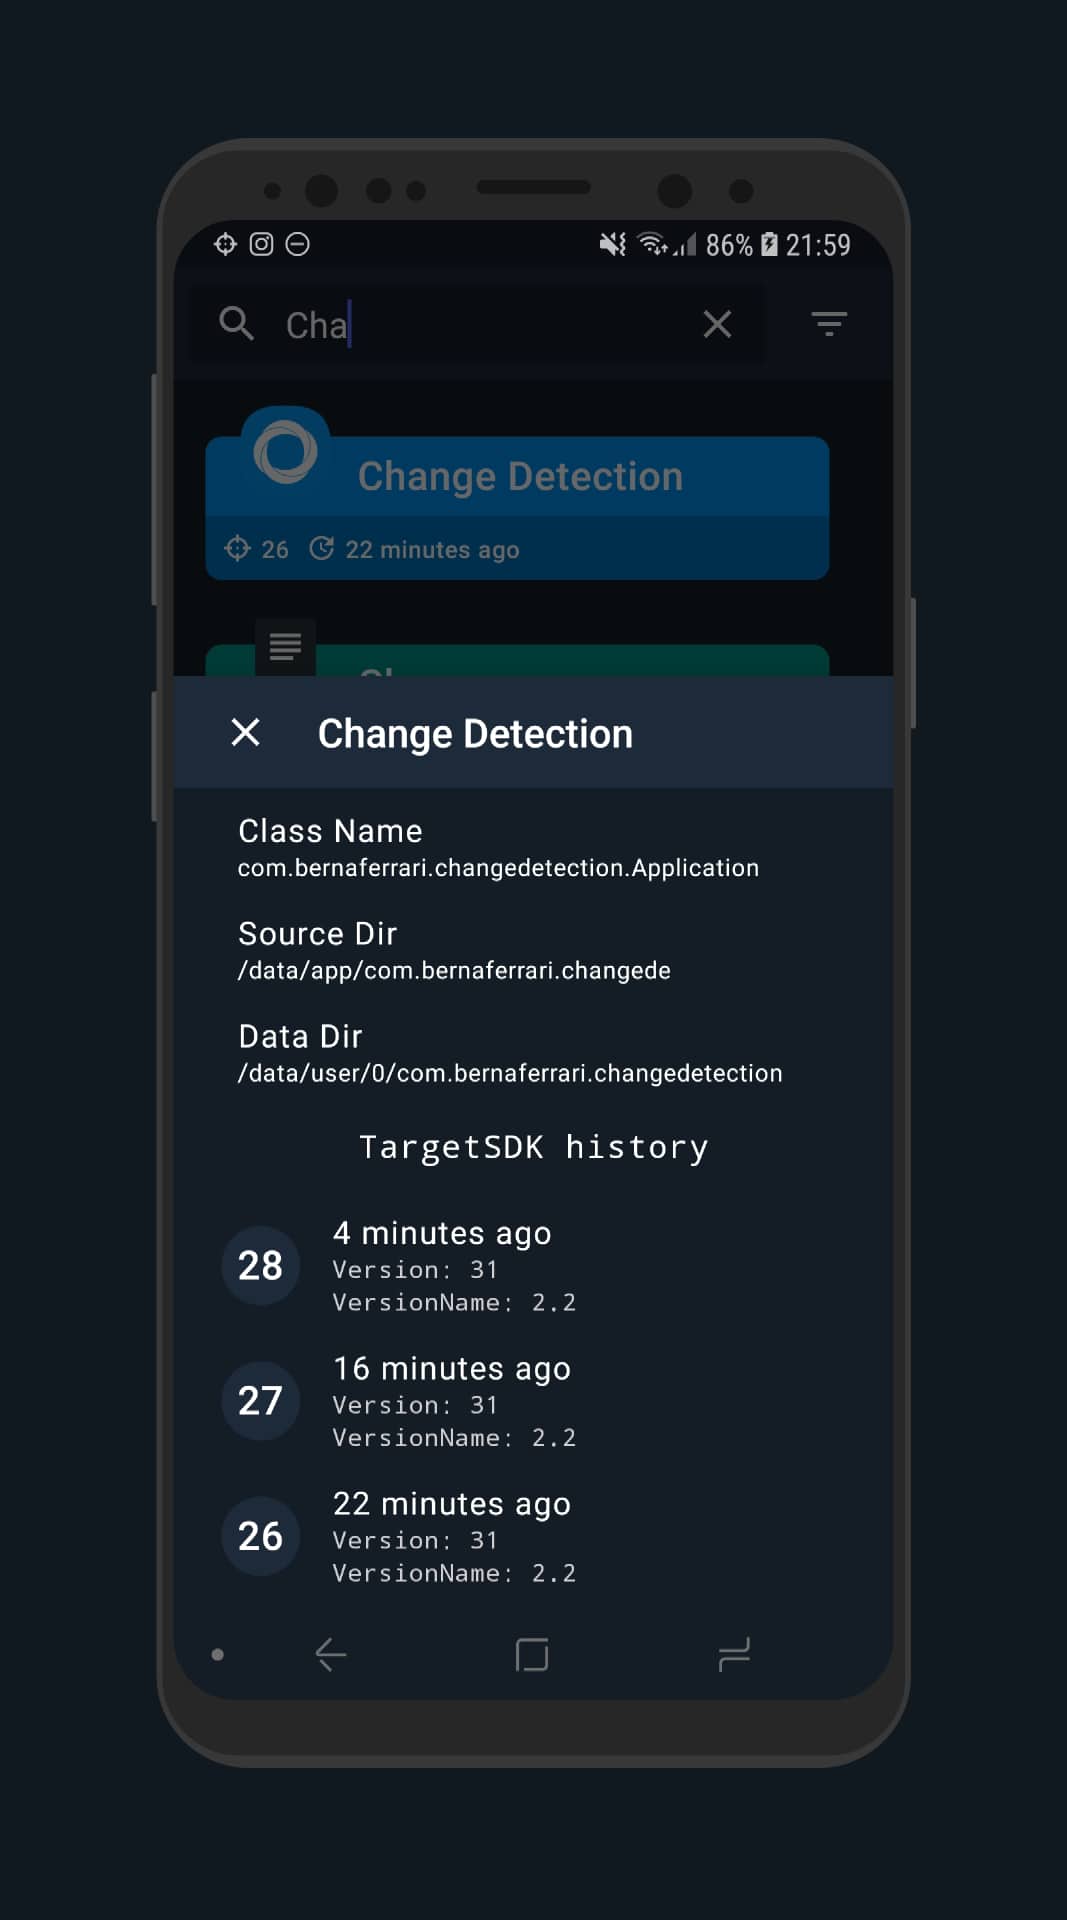 86% 21:59
Cha
Change Detection
26 22 minutes ago
Change Detection
Class Name
com.bernaferrari.changedetection.Application
Source Dir
/data/app/com.bernaferrari.changede
Data Dir
/data/user/0/com.bernaferrari.changedetection
TargetSDK history
28
4 minutes ago
Version: 31
VersionName: 2.2
27
16 minutes ago
Version: 31
VersionName: 2.2
26
22 minutes ago
Version: 31
VersionName: 2.2